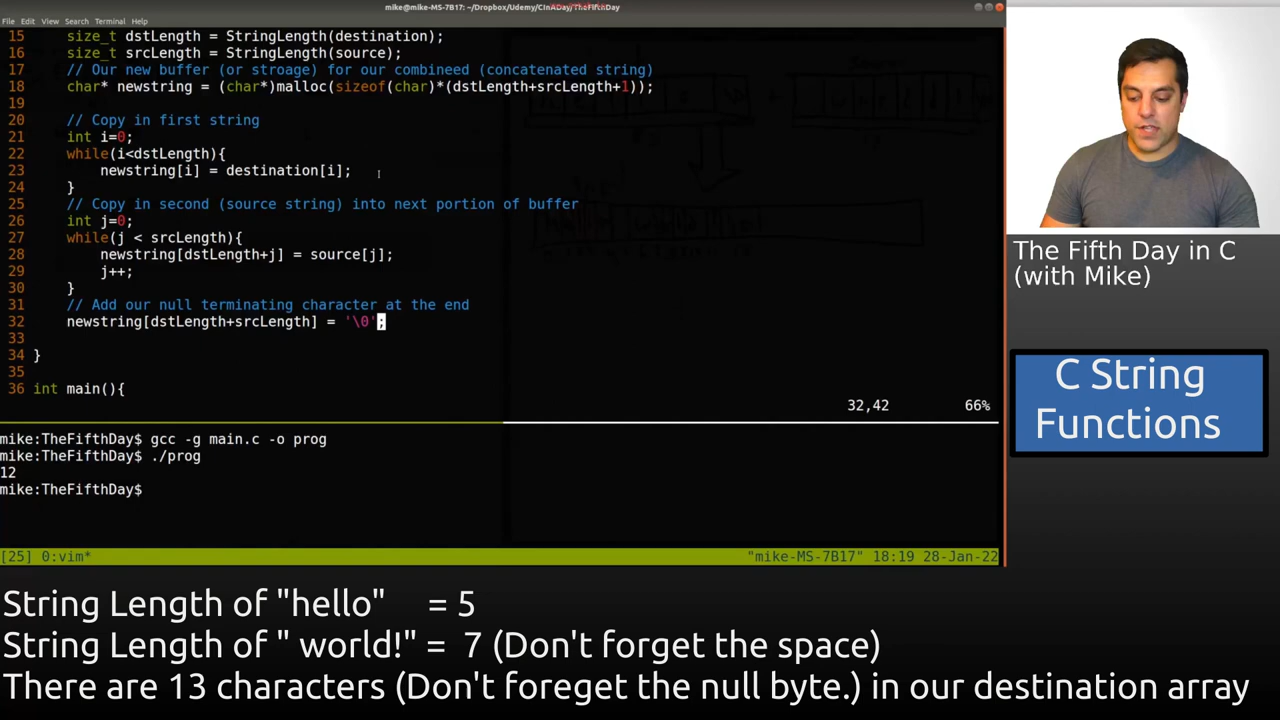 mike@mike-MS-7B17: ~/Dropbox/Udemy/CInADay/TheFifthDay
File Edit View Search Terminal Help
15 size_t dstLength = StringLength(destination);
16 size_t srcLength = StringLength(source);
17 // Our new buffer (or stroage) for our combineed (concatenated string)
18 char* newstring = (char*)malloc(sizeof(char)*(dstLength+srcLength+1));
19
20 // Copy in first string
21 int i=0;
22 while(i<dstLength){
23 newstring[i] = destination[i];
24 }
25 // Copy in second (source string) into next portion of buffer
26 int j=0;
27 while(j < srcLength){
28 newstring[dstLength+j] = source[j];
29 j++;
30 }
31 // Add our null terminating character at the end
32 newstring[dstLength+srcLength] = '\0';
33
34 }
35
36 int main(){
32,42 66%
mike:TheFifthDay$ gcc -g main.c -o prog
mike:TheFifthDay$ ./prog
12
mike:TheFifthDay$
[25] 0:vim* "mike-MS-7B17" 18:19 28-Jan-22
The Fifth Day in C
(with Mike)
C String
Functions
String Length of "hello" = 5
String Length of " world!" = 7 (Don't forget the space)
There are 13 characters (Don't foreget the null byte.) in our destination array